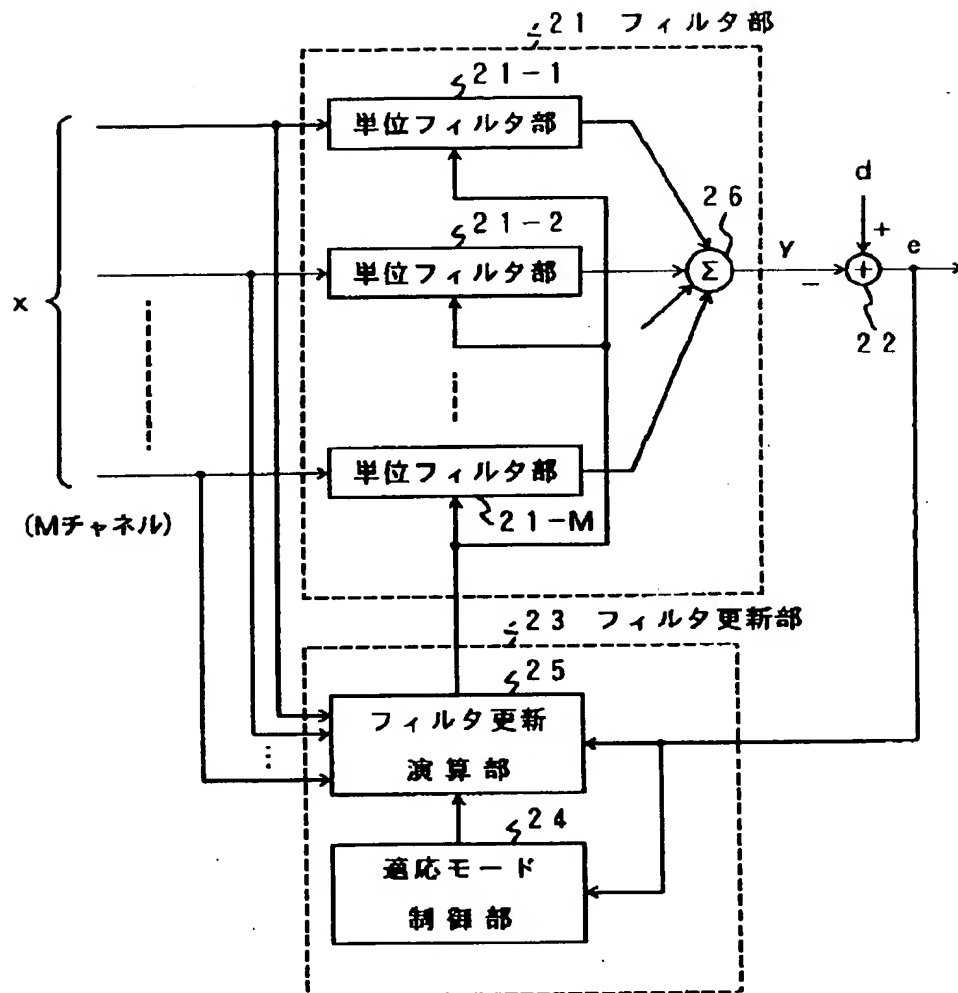 21 フィルタ部
21-1
単位フィルタ部
21-2
単位フィルタ部
単位フィルタ部
21-M
x
(Mチャネル)
26
Σ
y
d
+
−
+
e
22
23 フィルタ更新部
25
フィルタ更新
演算部
24
適応モード
制御部